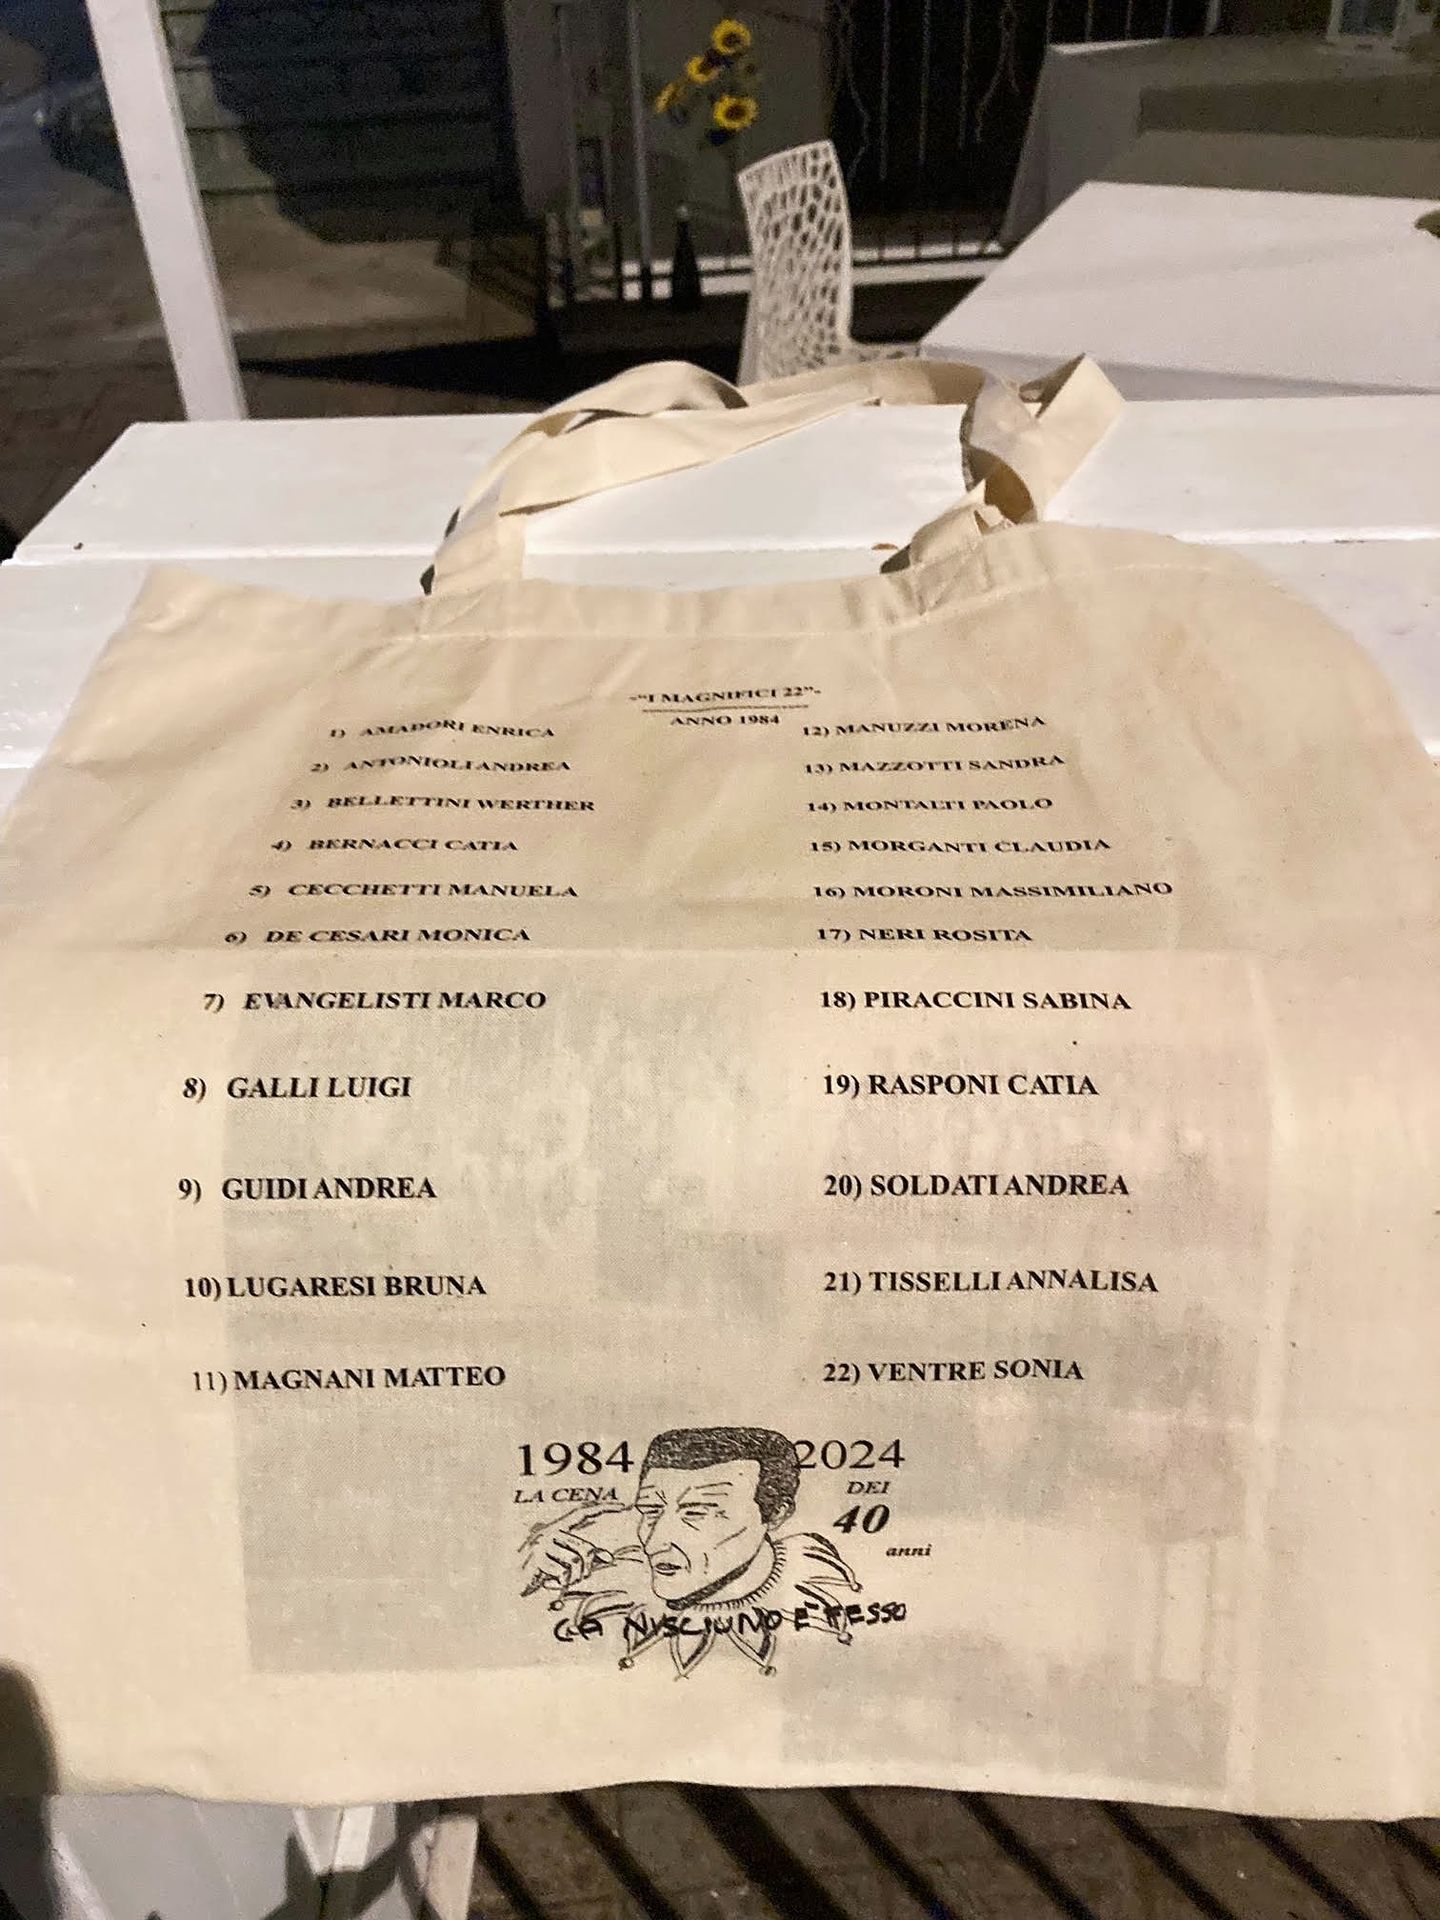 -"I MAGNIFICI 22"-
ANNO 1984
1) AMADORI ENRICA
2) ANTONIOLI ANDREA
3) BELLETTINI WERTHER
4) BERNACCI CATIA
5) CECCHETTI MANUELA
6) DE CESARI MONICA
7) EVANGELISTI MARCO
8) GALLI LUIGI
9) GUIDI ANDREA
10) LUGARESI BRUNA
11) MAGNANI MATTEO
12) MANUZZI MORENA
13) MAZZOTTI SANDRA
14) MONTALTI PAOLO
15) MORGANTI CLAUDIA
16) MORONI MASSIMILIANO
17) NERI ROSITA
18) PIRACCINI SABINA
19) RASPONI CATIA
20) SOLDATI ANDREA
21) TISSELLI ANNALISA
22) VENTRE SONIA
1984 2024
LA CENA DEI
40
anni
CA NISCIUNO E' FESSO